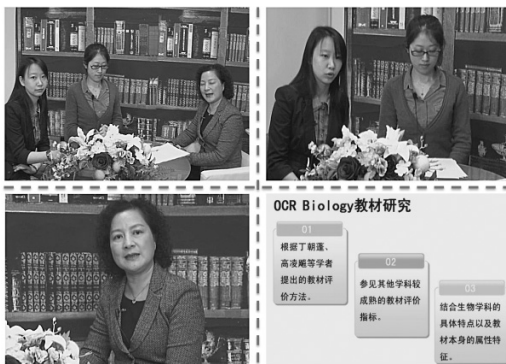 OCR Biology教材研究
01
根据丁朝蓬、
高凌飚等学者
提出的教材评
价方法。
02
参见其他学科较
成熟的教材评价
指标。
03
结合生物学科的
具体特点以及教
材本身的属性特
征。